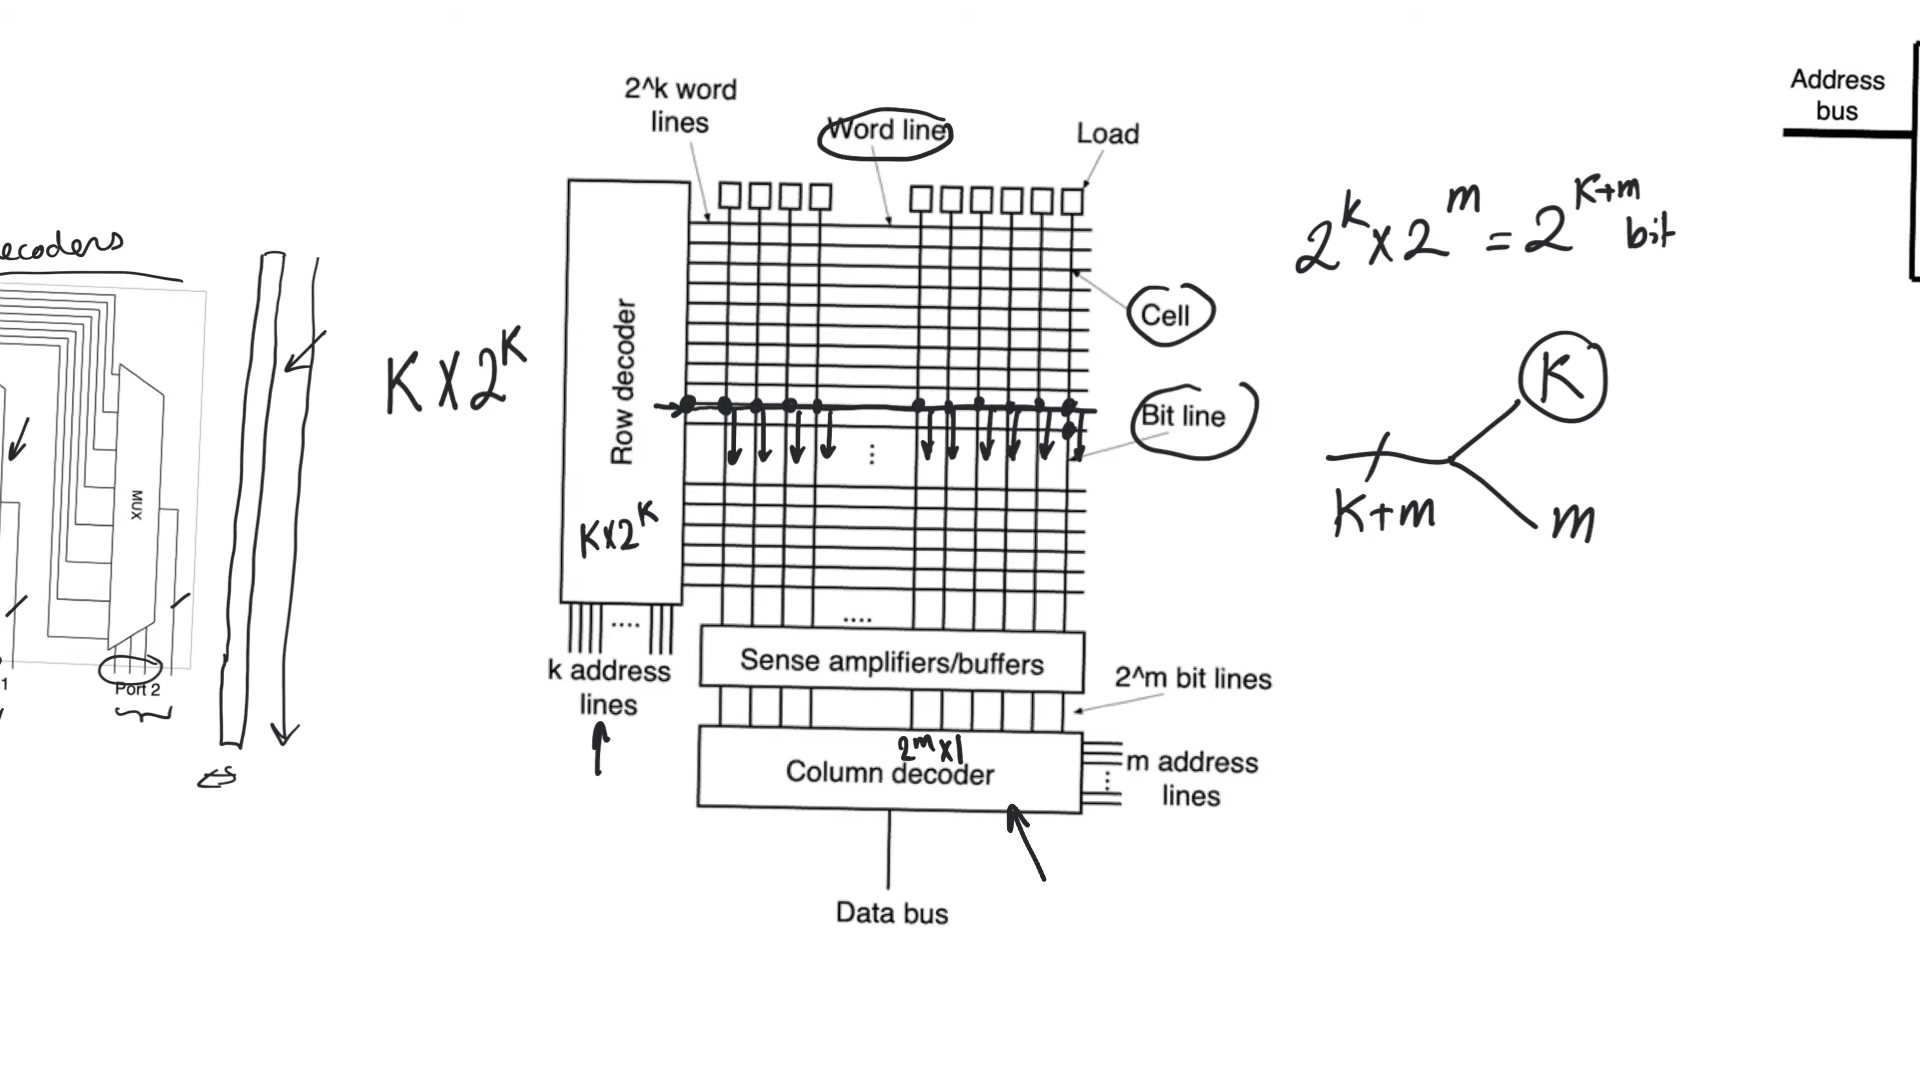 ecoders
MUX
1
Port 2
K X 2^K
2^k word
lines
Word line
Load
Row decoder
K X 2^K
Cell
Bit line
....
k address
lines
Sense amplifiers/buffers
2^m bit lines
2^m X 1
Column decoder
m address
lines
Data bus
2^k X 2^m = 2^K+m bit
K
K+m
m
Address
bus